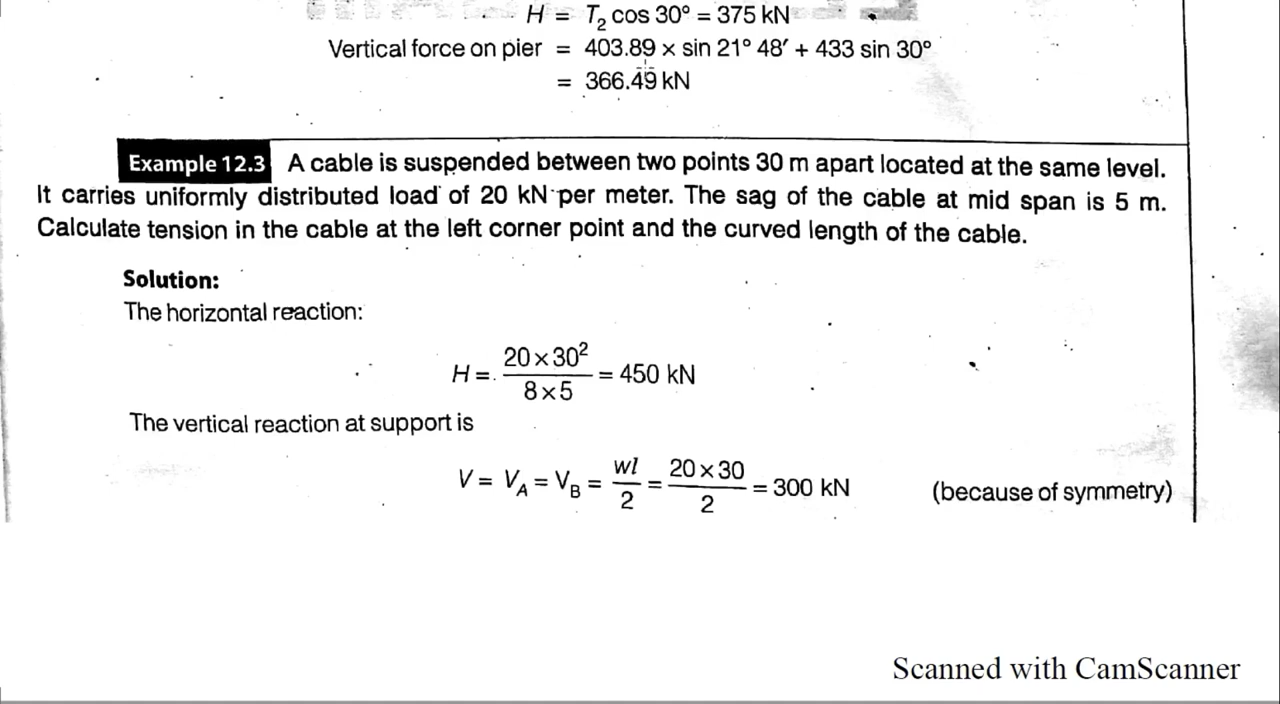 H = T₂ cos 30° = 375 kN
Vertical force on pier = 403.89 × sin 21° 48′ + 433 sin 30°
= 366.49 kN
Example 12.3 A cable is suspended between two points 30 m apart located at the same level.
It carries uniformly distributed load of 20 kN per meter. The sag of the cable at mid span is 5 m.
Calculate tension in the cable at the left corner point and the curved length of the cable.
Solution:
The horizontal reaction:
H = 20 × 30² / 8 × 5 = 450 kN
The vertical reaction at support is
V = V_A = V_B = wl / 2 = 20 × 30 / 2 = 300 kN (because of symmetry)
Scanned with CamScanner